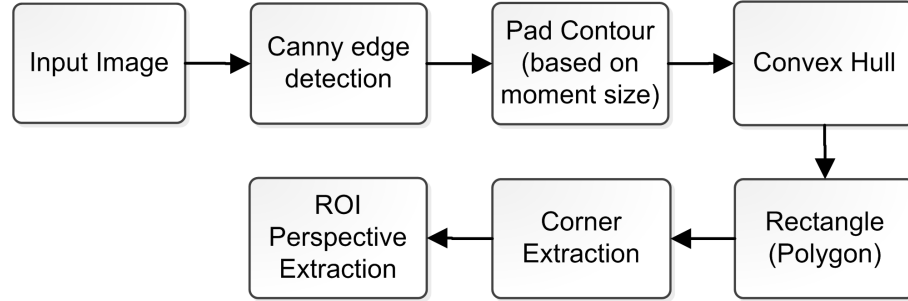 Input Image
Canny edge
detection
Pad Contour
(based on
moment size)
Convex Hull
Rectangle
(Polygon)
Corner
Extraction
ROI
Perspective
Extraction